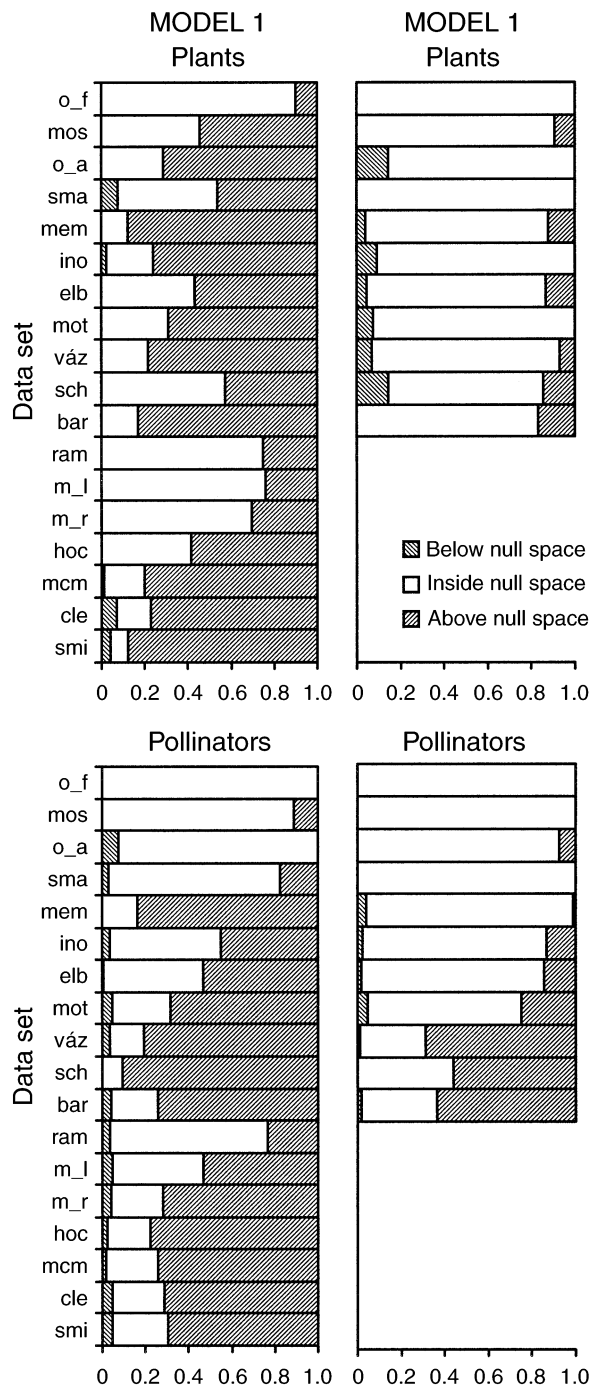 MODEL 1 MODEL 1
Plants Plants
o_f
mos
o_a
sma
mem
ino
elb
mot
váz
sch
bar
ram
m_l
m_r
hoc
mcm
cle
smi
Data set
Below null space
Inside null space
Above null space
0 0.2 0.4 0.6 0.8 1.0 0 0.2 0.4 0.6 0.8 1.0
Pollinators Pollinators
o_f
mos
o_a
sma
mem
ino
elb
mot
váz
sch
bar
ram
m_l
m_r
hoc
mcm
cle
smi
Data set
0 0.2 0.4 0.6 0.8 1.0 0 0.2 0.4 0.6 0.8 1.0